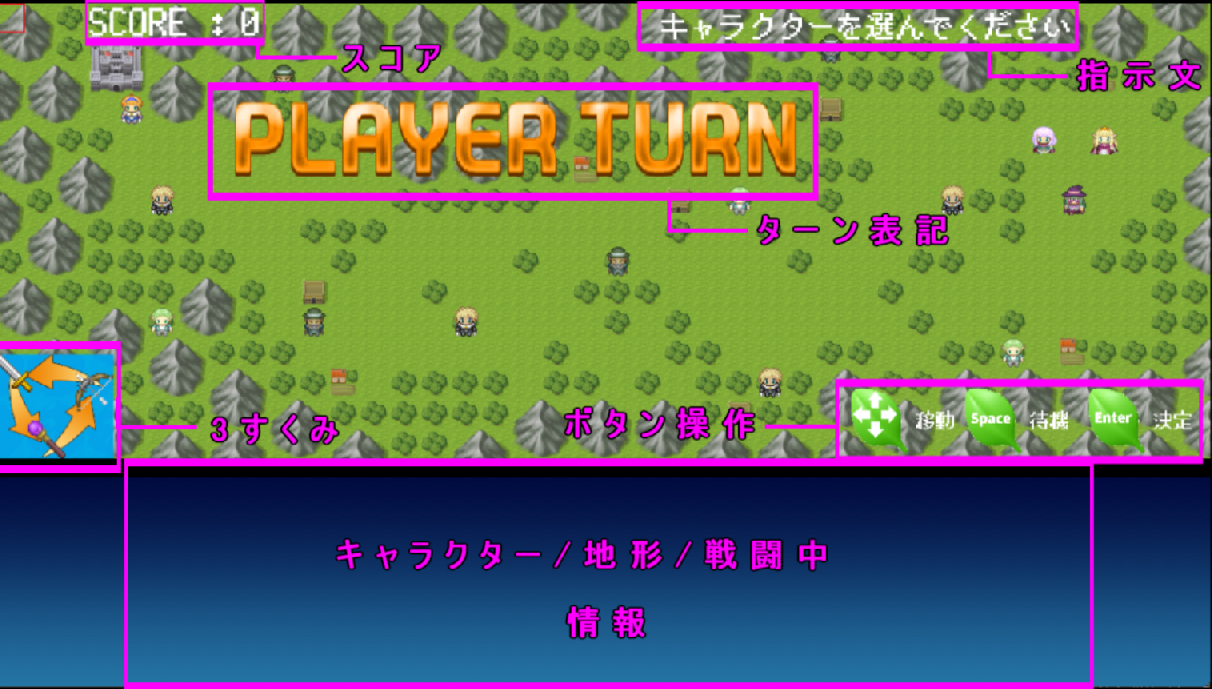 SCORE : 0
キャラクターを選んでください
スコア
指示文
PLAYER TURN
ターン表記
3すくみ
ボタン操作
移動
Space
待機
Enter
決定
キャラクター/地形/戦闘中
情報